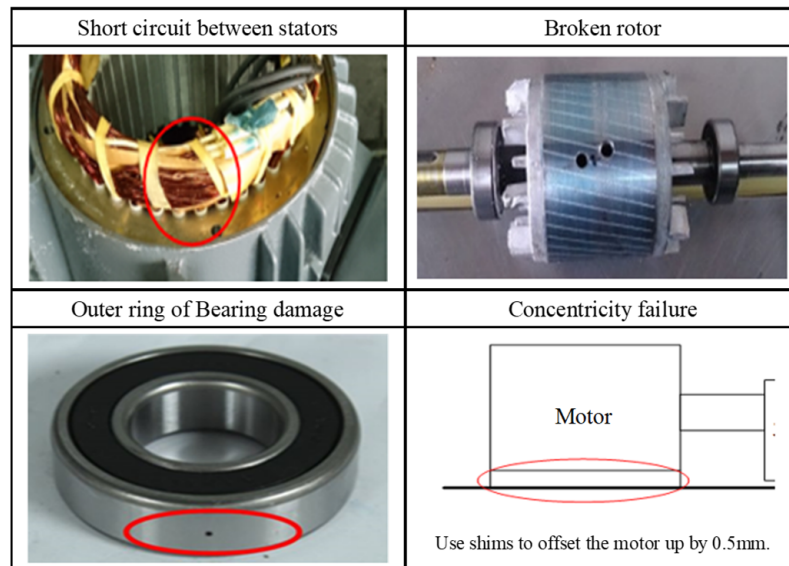 Short circuit between stators
Broken rotor
Outer ring of Bearing damage
Concentricity failure
Motor
Use shims to offset the motor up by 0.5mm.